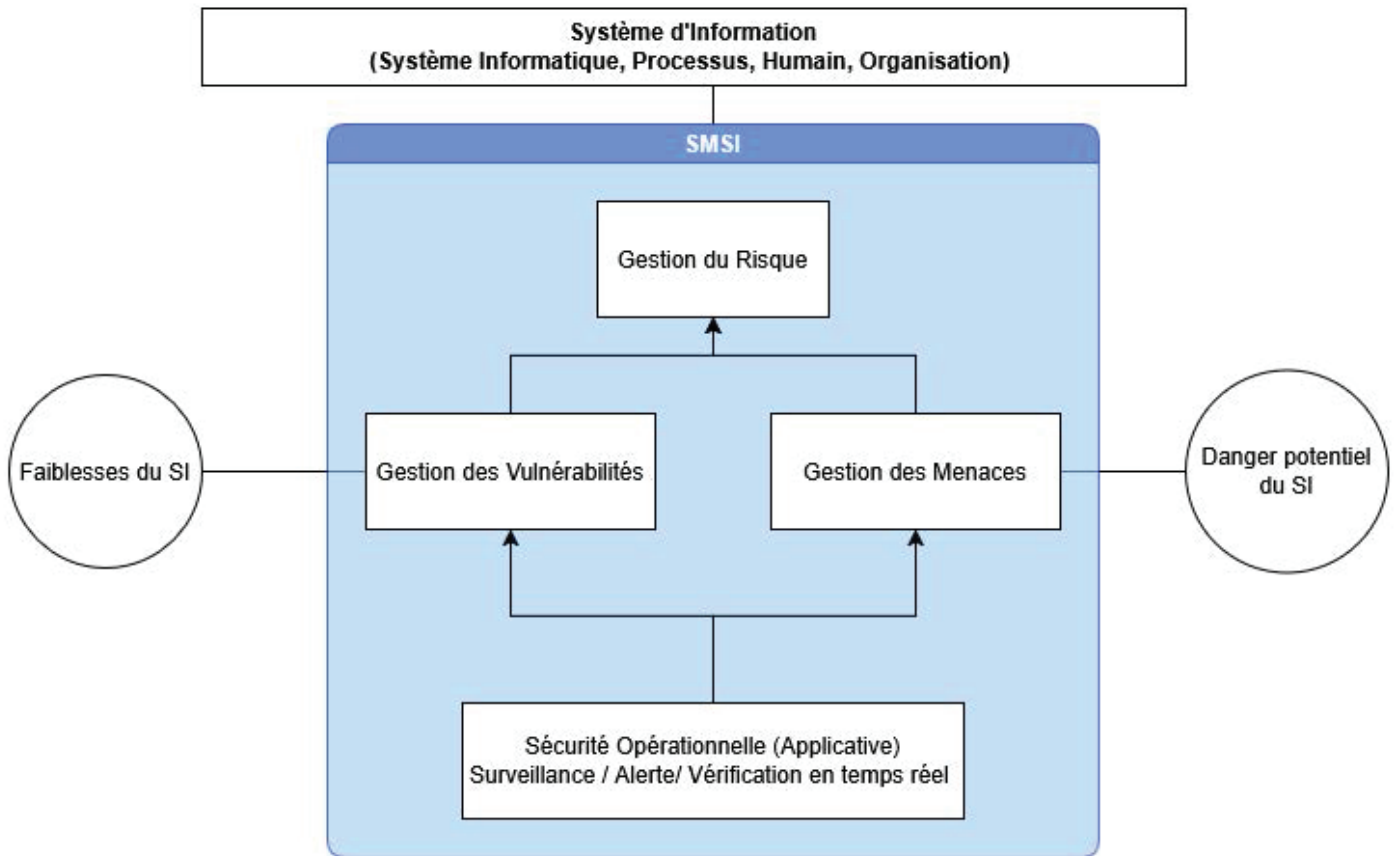 Système d'Information
(Système Informatique, Processus, Humain, Organisation)
SMSI
Gestion du Risque
Faiblesses du SI
Gestion des Vulnérabilités
Gestion des Menaces
Danger potentiel
du SI
Sécurité Opérationnelle (Applicative)
Surveillance / Alerte/ Vérification en temps réel